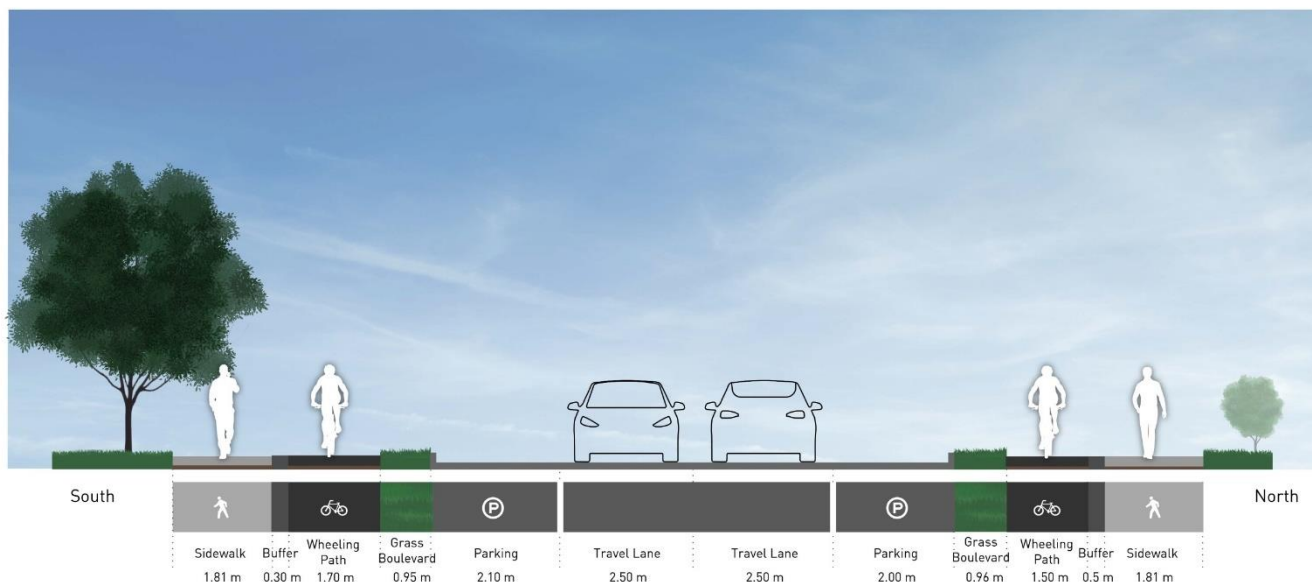 South
North
P
P
Sidewalk
Buffer
Wheeling
Path
Grass
Boulevard
Parking
Travel Lane
Travel Lane
Parking
Grass
Boulevard
Wheeling
Path
Buffer
Sidewalk
1.81 m
0.30 m
1.70 m
0.95 m
2.10 m
2.50 m
2.50 m
2.00 m
0.96 m
1.50 m
0.5 m
1.81 m